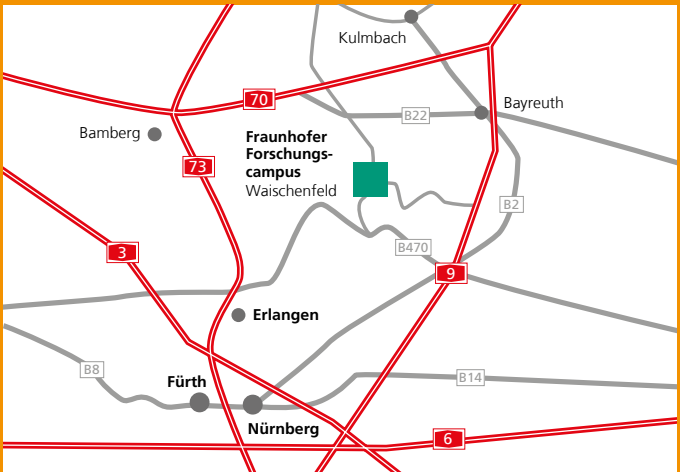 Kulmbach
70
Bayreuth
B22
Bamberg
Fraunhofer
Forschungs-
campus
Waischenfeld
73
B2
B470
3
9
Erlangen
B8
B14
Fürth
Nürnberg
6